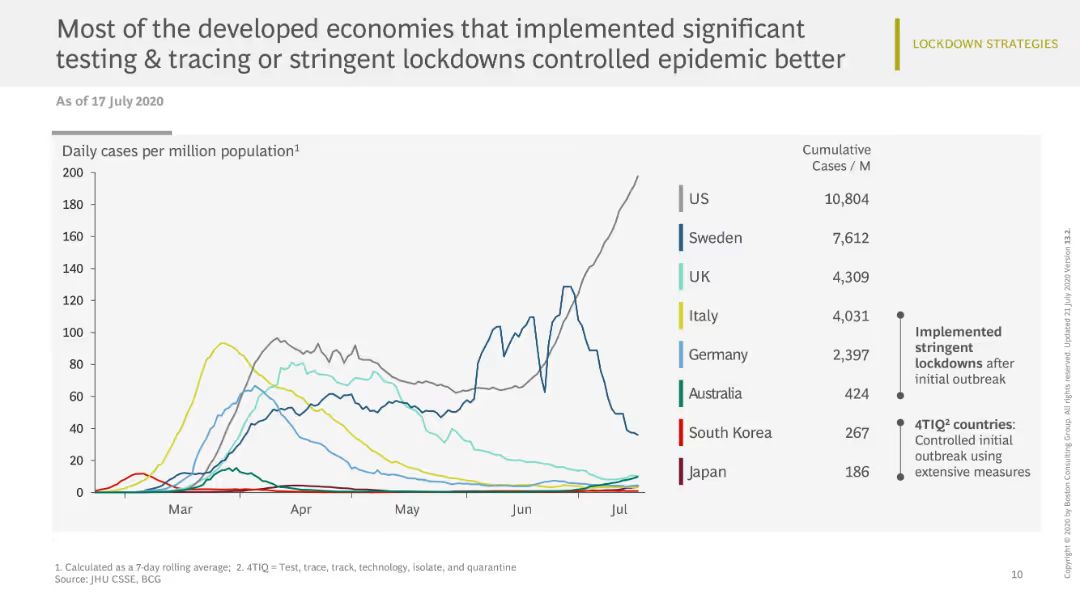 Most of the developed economies that implemented significant
testing & tracing or stringent lockdowns controlled epidemic better
LOCKDOWN STRATEGIES
As of 17 July 2020
Daily cases per million population¹
200
180
160
140
120
100
80
60
40
20
0
Mar
Apr
May
Jun
Jul
Cumulative
Cases / M
US 10,804
Sweden 7,612
UK 4,309
Italy 4,031
Germany 2,397
Australia 424
South Korea 267
Japan 186
Implemented
stringent
lockdowns after
initial outbreak
4TIQ² countries:
Controlled initial
outbreak using
extensive measures
1. Calculated as a 7-day rolling average; 2. 4TIQ = Test, trace, track, technology, isolate, and quarantine
Source: JHU CSSE, BCG
10
Copyright © 2020 by Boston Consulting Group. All rights reserved. Updated 21 July 2020 Version 13.2.